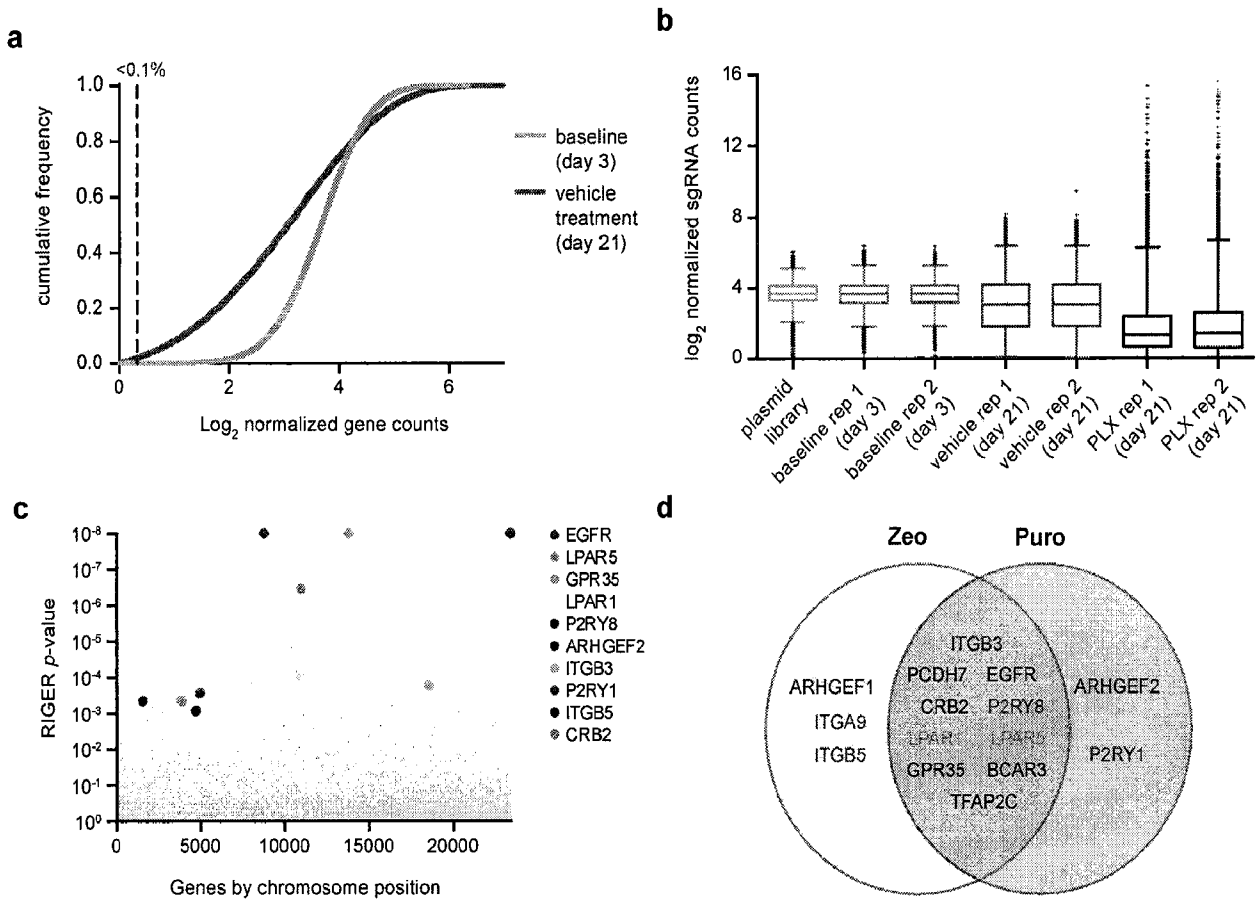 a
<0.1%
1.0
0.8
0.6
0.4
0.2
0.0
cumulative frequency
0
2
4
6
Log2 normalized gene counts
baseline
(day 3)
vehicle
treatment
(day 21)
b
16
12
8
4
0
log2 normalized sgRNA counts
plasmid
library
baseline rep 1
(day 3)
baseline rep 2
(day 3)
vehicle rep 1
(day 21)
vehicle rep 2
(day 21)
PLX rep 1
(day 21)
PLX rep 2
(day 21)
c
10-8
10-7
10-6
10-5
10-4
10-3
10-2
10-1
100
RIGER p-value
0
5000
10000
15000
20000
Genes by chromosome position
EGFR
LPAR5
GPR35
LPAR1
P2RY8
ARHGEF2
ITGB3
P2RY1
ITGB5
CRB2
d
Zeo
Puro
ITGB3
PCDH7 EGFR
ARHGEF1
ARHGEF2
CRB2 P2RY8
ITGA9
LPAR1 LPAR5
ITGB5
P2RY1
GPR35 BCAR3
TFAP2C